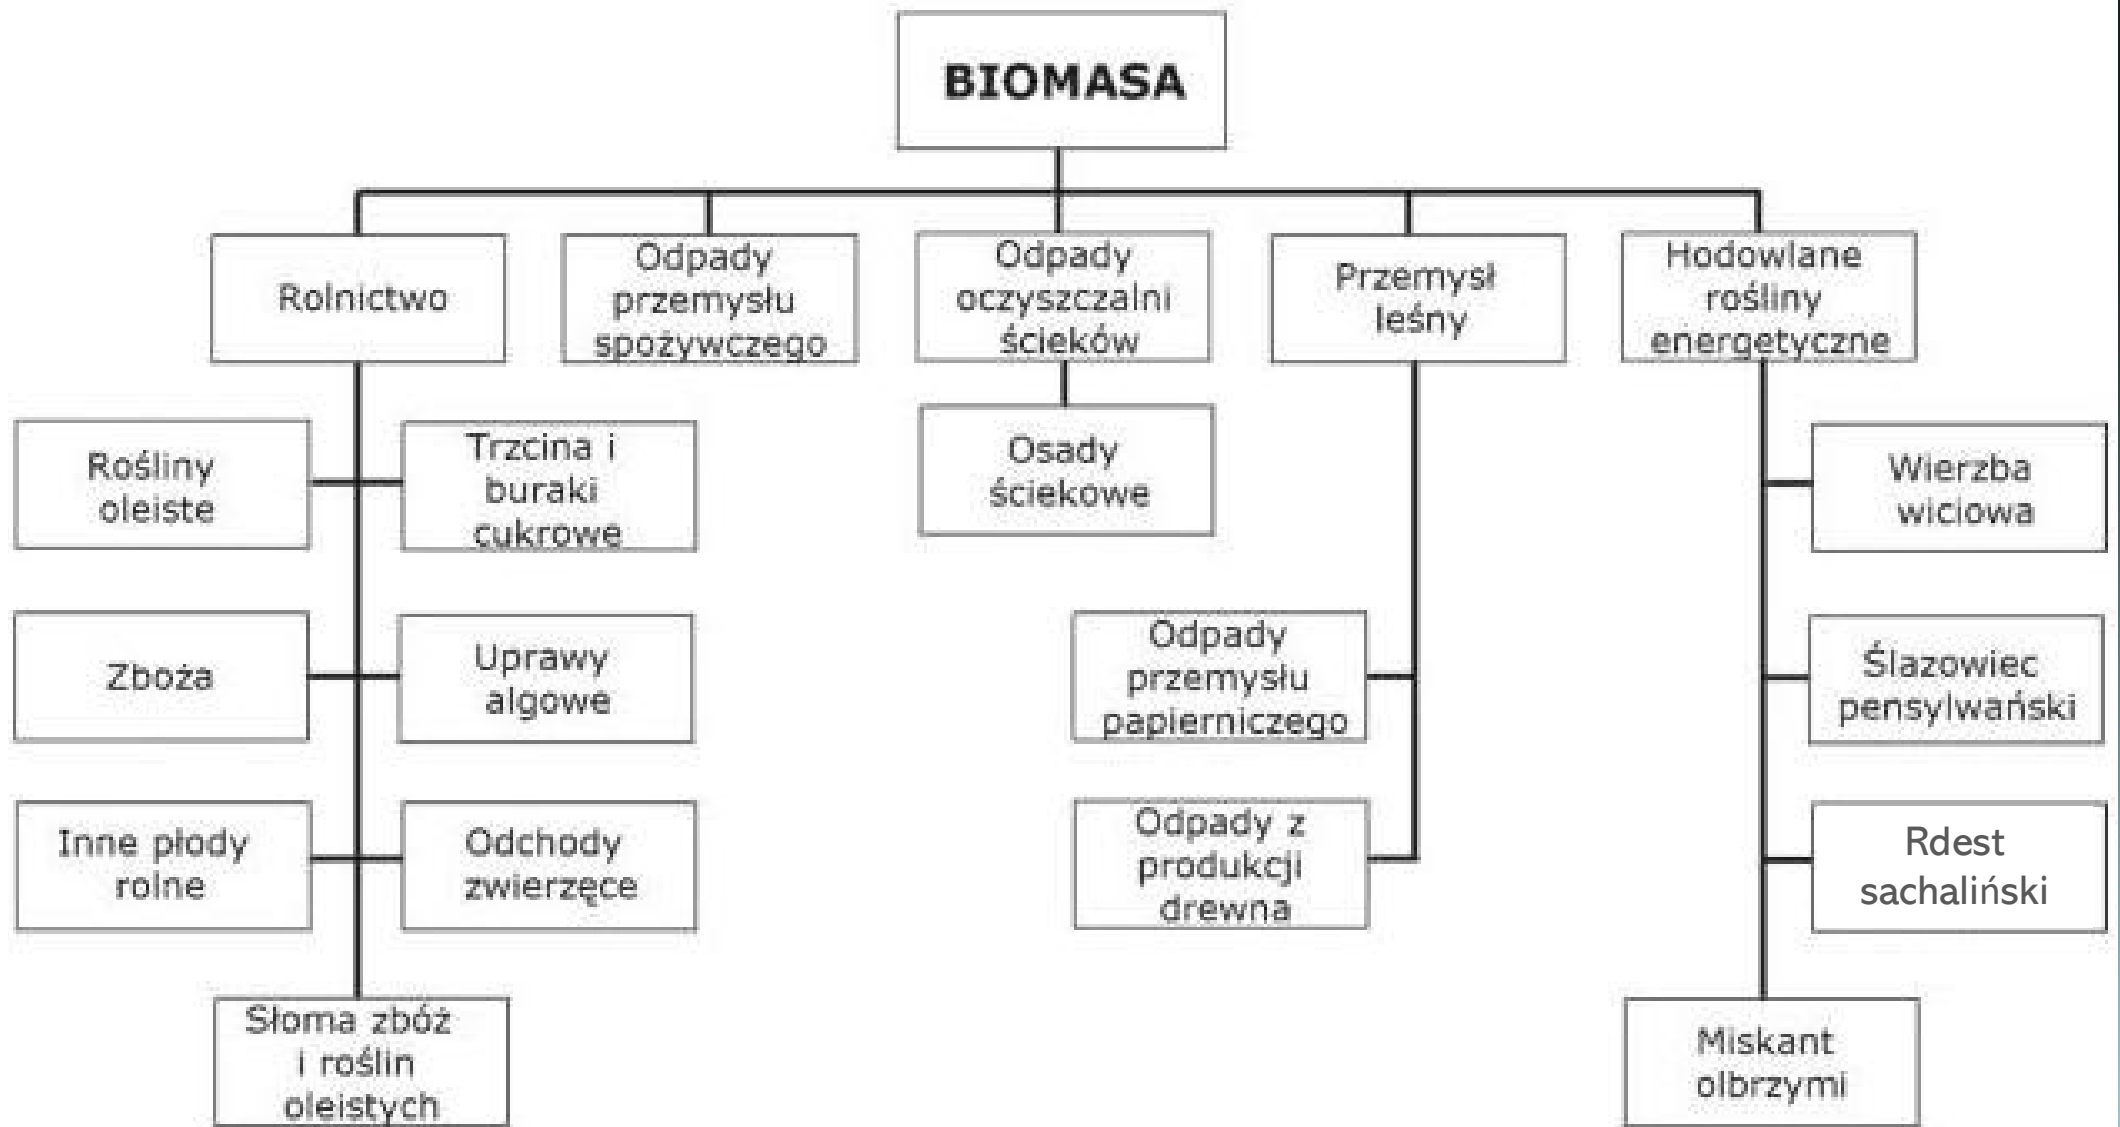 BIOMASA
Rolnictwo
Odpady
przemysłu
spożywczego
Odpady
oczyszczalni
ścieków
Przemysł
leśny
Hodowlane
rośliny
energetyczne
Rośliny
oleiste
Trzcina i
buraki
cukrowe
Osady
ściekowe
Wierzba
wiciowa
Zboża
Uprawy
algowe
Odpady
przemysłu
papierniczego
Ślazowiec
pensylwański
Inne płody
rolne
Odchody
zwierzęce
Odpady z
produkcji
drewna
Rdest
sachaliński
Słoma zbóż
i roślin
oleistych
Miskant
olbrzymi